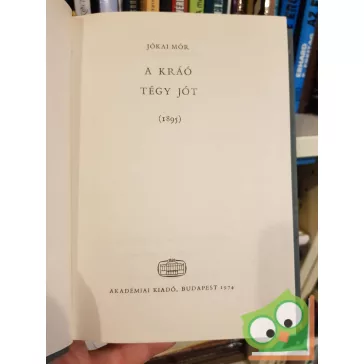 JÓKAI MÓR
A KRÁÓ
TÉGY JÓT
(1895)
AKADÉMIAI KIADÓ, BUDAPEST 1974